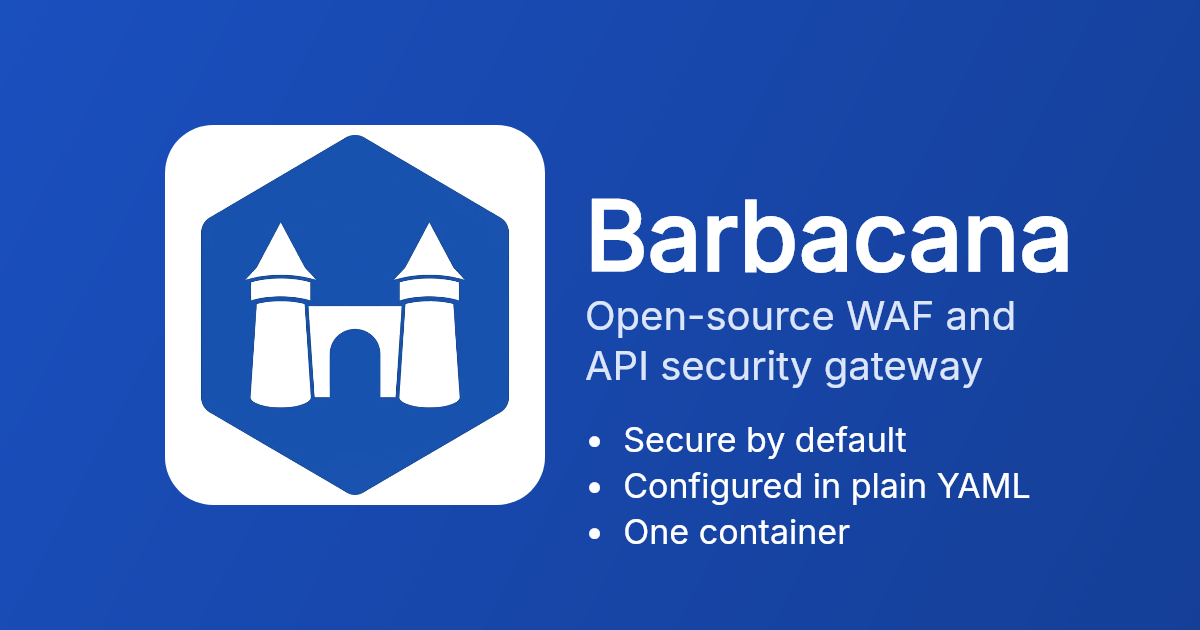 Barbacana
Open-source WAF and
API security gateway
• Secure by default
• Configured in plain YAML
• One container